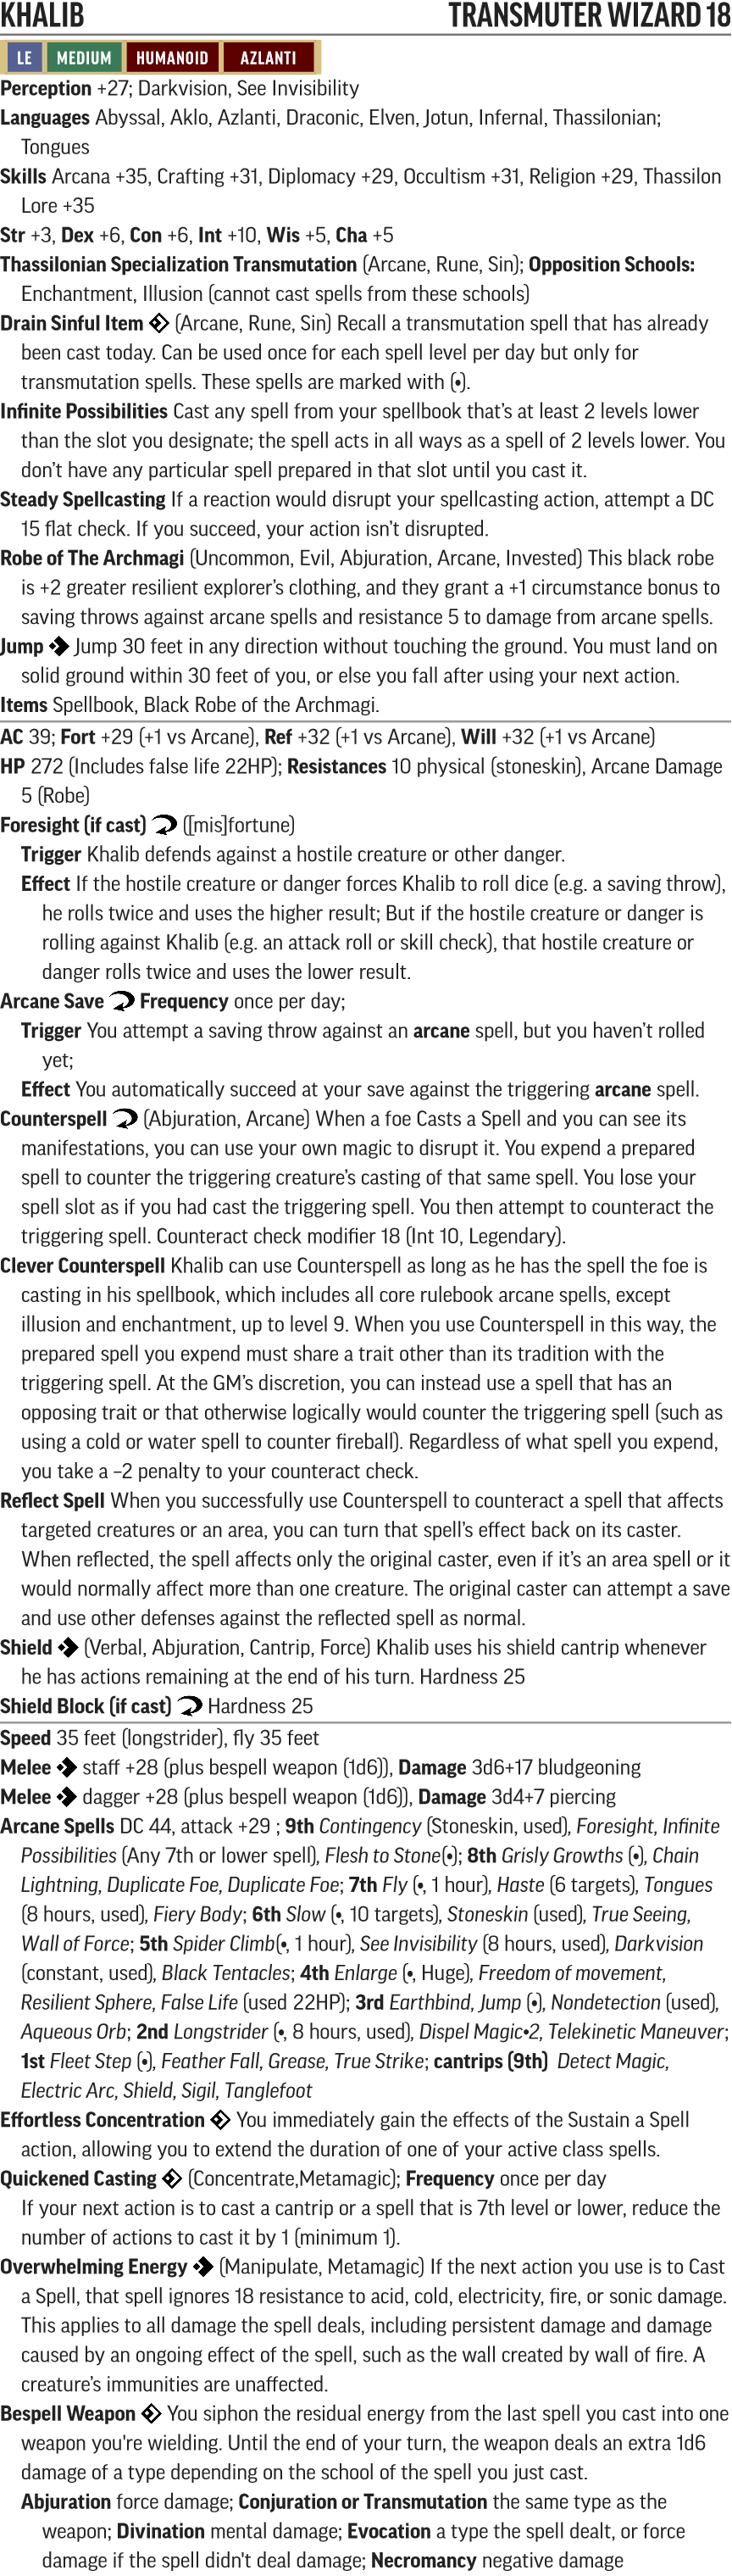 KHALIB TRANSMUTER WIZARD 18
LE MEDIUM HUMANOID AZLANTI
Perception +27; Darkvision, See Invisibility
Languages Abyssal, Aklo, Azlanti, Draconic, Elven, Jotun, Infernal, Thassilonian;
Tongues
Skills Arcana +35, Crafting +31, Diplomacy +29, Occultism +31, Religion +29, Thassilon
Lore +35
Str +3, Dex +6, Con +6, Int +10, Wis +5, Cha +5
Thassilonian Specialization Transmutation (Arcane, Rune, Sin); Opposition Schools:
Enchantment, Illusion (cannot cast spells from these schools)
Drain Sinful Item (Arcane, Rune, Sin) Recall a transmutation spell that has already
been cast today. Can be used once for each spell level per day but only for
transmutation spells. These spells are marked with (•).
Infinite Possibilities Cast any spell from your spellbook that's at least 2 levels lower
than the slot you designate; the spell acts in all ways as a spell of 2 levels lower. You
don't have any particular spell prepared in that slot until you cast it.
Steady Spellcasting If a reaction would disrupt your spellcasting action, attempt a DC
15 flat check. If you succeed, your action isn't disrupted.
Robe of The Archmagi (Uncommon, Evil, Abjuration, Arcane, Invested) This black robe
is +2 greater resilient explorer's clothing, and they grant a +1 circumstance bonus to
saving throws against arcane spells and resistance 5 to damage from arcane spells.
Jump Jump 30 feet in any direction without touching the ground. You must land on
solid ground within 30 feet of you, or else you fall after using your next action.
Items Spellbook, Black Robe of the Archmagi.
AC 39; Fort +29 (+1 vs Arcane), Ref +32 (+1 vs Arcane), Will +32 (+1 vs Arcane)
HP 272 (Includes false life 22HP); Resistances 10 physical (stoneskin), Arcane Damage
5 (Robe)
Foresight (if cast) ([mis]fortune)
Trigger Khalib defends against a hostile creature or other danger.
Effect If the hostile creature or danger forces Khalib to roll dice (e.g. a saving throw),
he rolls twice and uses the higher result; But if the hostile creature or danger is
rolling against Khalib (e.g. an attack roll or skill check), that hostile creature or
danger rolls twice and uses the lower result.
Arcane Save Frequency once per day;
Trigger You attempt a saving throw against an arcane spell, but you haven't rolled
yet;
Effect You automatically succeed at your save against the triggering arcane spell.
Counterspell (Abjuration, Arcane) When a foe Casts a Spell and you can see its
manifestations, you can use your own magic to disrupt it. You expend a prepared
spell to counter the triggering creature's casting of that same spell. You lose your
spell slot as if you had cast the triggering spell. You then attempt to counteract the
triggering spell. Counteract check modifier 18 (Int 10, Legendary).
Clever Counterspell Khalib can use Counterspell as long as he has the spell the foe is
casting in his spellbook, which includes all core rulebook arcane spells, except
illusion and enchantment, up to level 9. When you use Counterspell in this way, the
prepared spell you expend must share a trait other than its tradition with the
triggering spell. At the GM's discretion, you can instead use a spell that has an
opposing trait or that otherwise logically would counter the triggering spell (such as
using a cold or water spell to counter fireball). Regardless of what spell you expend,
you take a –2 penalty to your counteract check.
Reflect Spell When you successfully use Counterspell to counteract a spell that affects
targeted creatures or an area, you can turn that spell's effect back on its caster.
When reflected, the spell affects only the original caster, even if it's an area spell or it
would normally affect more than one creature. The original caster can attempt a save
and use other defenses against the reflected spell as normal.
Shield (Verbal, Abjuration, Cantrip, Force) Khalib uses his shield cantrip whenever
he has actions remaining at the end of his turn. Hardness 25
Shield Block (if cast) Hardness 25
Speed 35 feet (longstrider), fly 35 feet
Melee staff +28 (plus bespell weapon (1d6)), Damage 3d6+17 bludgeoning
Melee dagger +28 (plus bespell weapon (1d6)), Damage 3d4+7 piercing
Arcane Spells DC 44, attack +29 ; 9th Contingency (Stoneskin, used), Foresight, Infinite
Possibilities (Any 7th or lower spell), Flesh to Stone(•); 8th Grisly Growths (•), Chain
Lightning, Duplicate Foe, Duplicate Foe; 7th Fly (•, 1 hour), Haste (6 targets), Tongues
(8 hours, used), Fiery Body; 6th Slow (•, 10 targets), Stoneskin (used), True Seeing,
Wall of Force; 5th Spider Climb(•, 1 hour), See Invisibility (8 hours, used), Darkvision
(constant, used), Black Tentacles; 4th Enlarge (•, Huge), Freedom of movement,
Resilient Sphere, False Life (used 22HP); 3rd Earthbind, Jump (•), Nondetection (used),
Aqueous Orb; 2nd Longstrider (•, 8 hours, used), Dispel Magic•2, Telekinetic Maneuver;
1st Fleet Step (•), Feather Fall, Grease, True Strike; cantrips (9th) Detect Magic,
Electric Arc, Shield, Sigil, Tanglefoot
Effortless Concentration You immediately gain the effects of the Sustain a Spell
action, allowing you to extend the duration of one of your active class spells.
Quickened Casting (Concentrate,Metamagic); Frequency once per day
If your next action is to cast a cantrip or a spell that is 7th level or lower, reduce the
number of actions to cast it by 1 (minimum 1).
Overwhelming Energy (Manipulate, Metamagic) If the next action you use is to Cast
a Spell, that spell ignores 18 resistance to acid, cold, electricity, fire, or sonic damage.
This applies to all damage the spell deals, including persistent damage and damage
caused by an ongoing effect of the spell, such as the wall created by wall of fire. A
creature's immunities are unaffected.
Bespell Weapon You siphon the residual energy from the last spell you cast into one
weapon you're wielding. Until the end of your turn, the weapon deals an extra 1d6
damage of a type depending on the school of the spell you just cast.
Abjuration force damage; Conjuration or Transmutation the same type as the
weapon; Divination mental damage; Evocation a type the spell dealt, or force
damage if the spell didn't deal damage; Necromancy negative damage